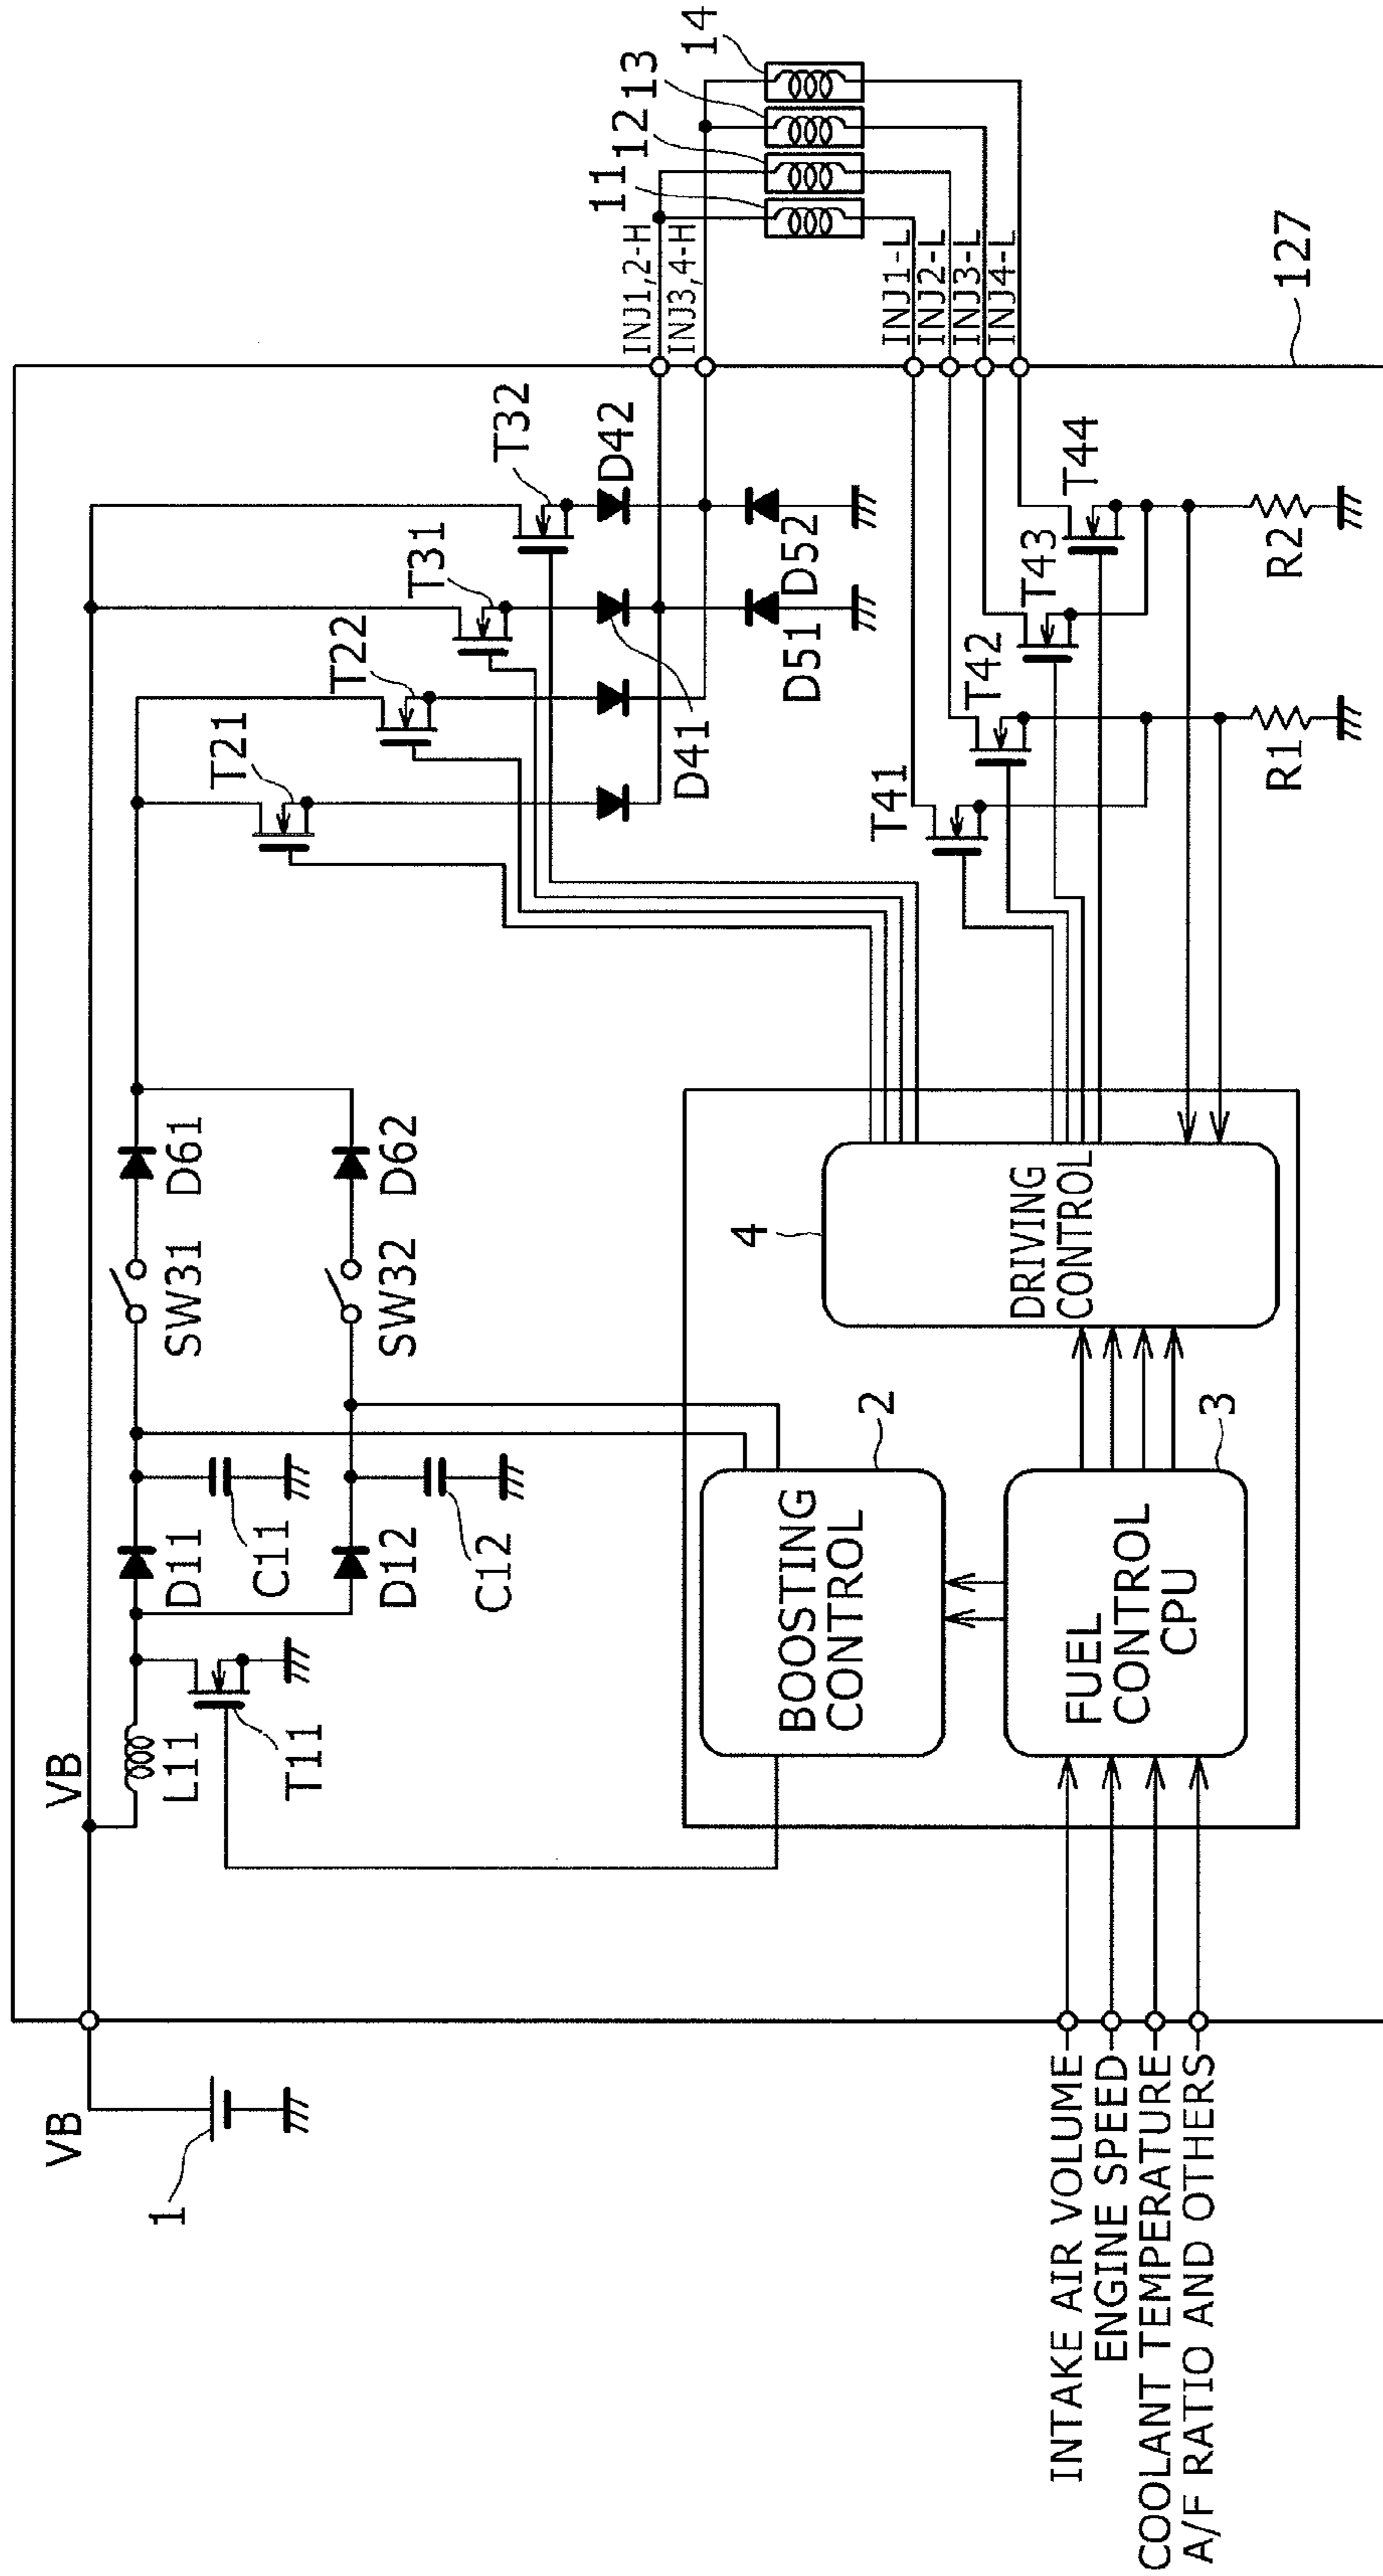 VB
1
VB
L11
T11
D11
C11
D12
C12
SW31
D61
SW32
D62
T21
T22
T31
T32
D41
D42
D51
D52
INJ1,2-H
INJ3,4-H
11
12
13
14
INJ1-L
INJ2-L
INJ3-L
INJ4-L
T41
T42
T43
T44
R1
R2
127
BOOSTING
CONTROL
2
FUEL
CONTROL
CPU
3
DRIVING
CONTROL
4
INTAKE AIR VOLUME
ENGINE SPEED
COOLANT TEMPERATURE
A/F RATIO AND OTHERS